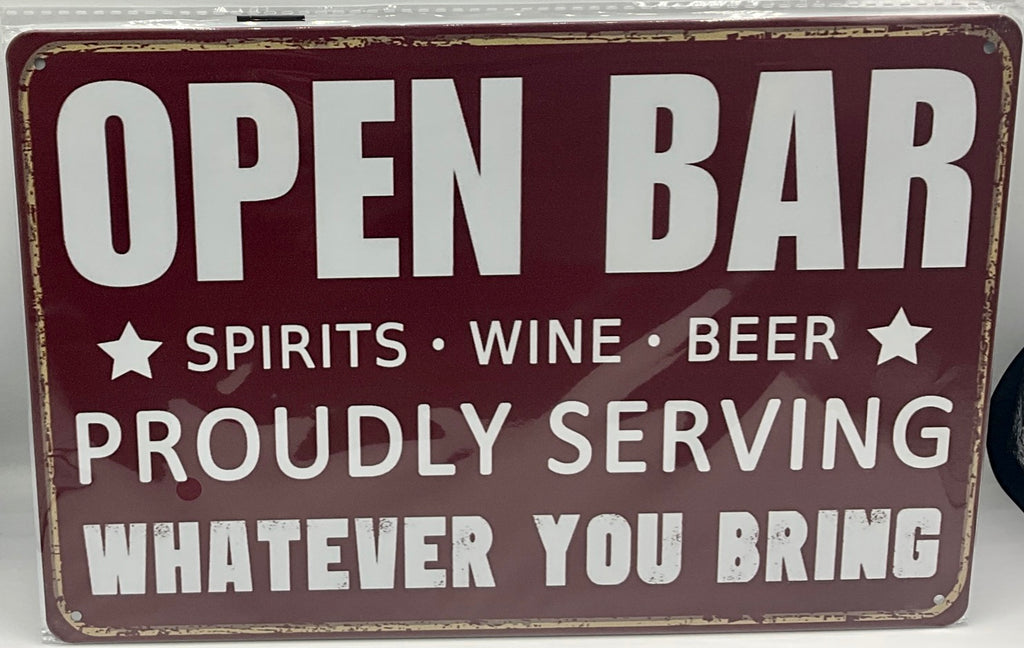 OPEN BAR
★ SPIRITS • WINE • BEER ★
PROUDLY SERVING
WHATEVER YOU BRING